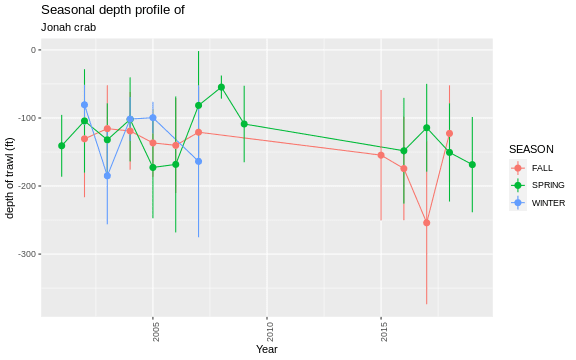 Seasonal depth profile of
Jonah crab
0
-100
-200
-300
depth of trawl (ft)
2005
2010
2015
Year
SEASON
FALL
SPRING
WINTER